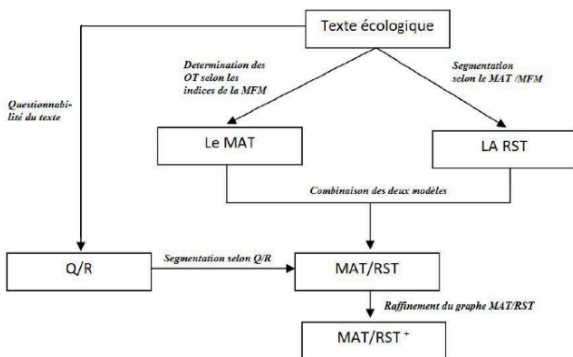 Texte écologique
Determination des
OT selon les
indices de la MFM
Segmentation
selon le MAT /MFM
Questionnabi-
lité du texte
Le MAT
LA RST
Combinaison des deux modèles
Q/R
Segmentation selon Q/R
MAT/RST
Raffinement du graphe MAT/RST
MAT/RST +